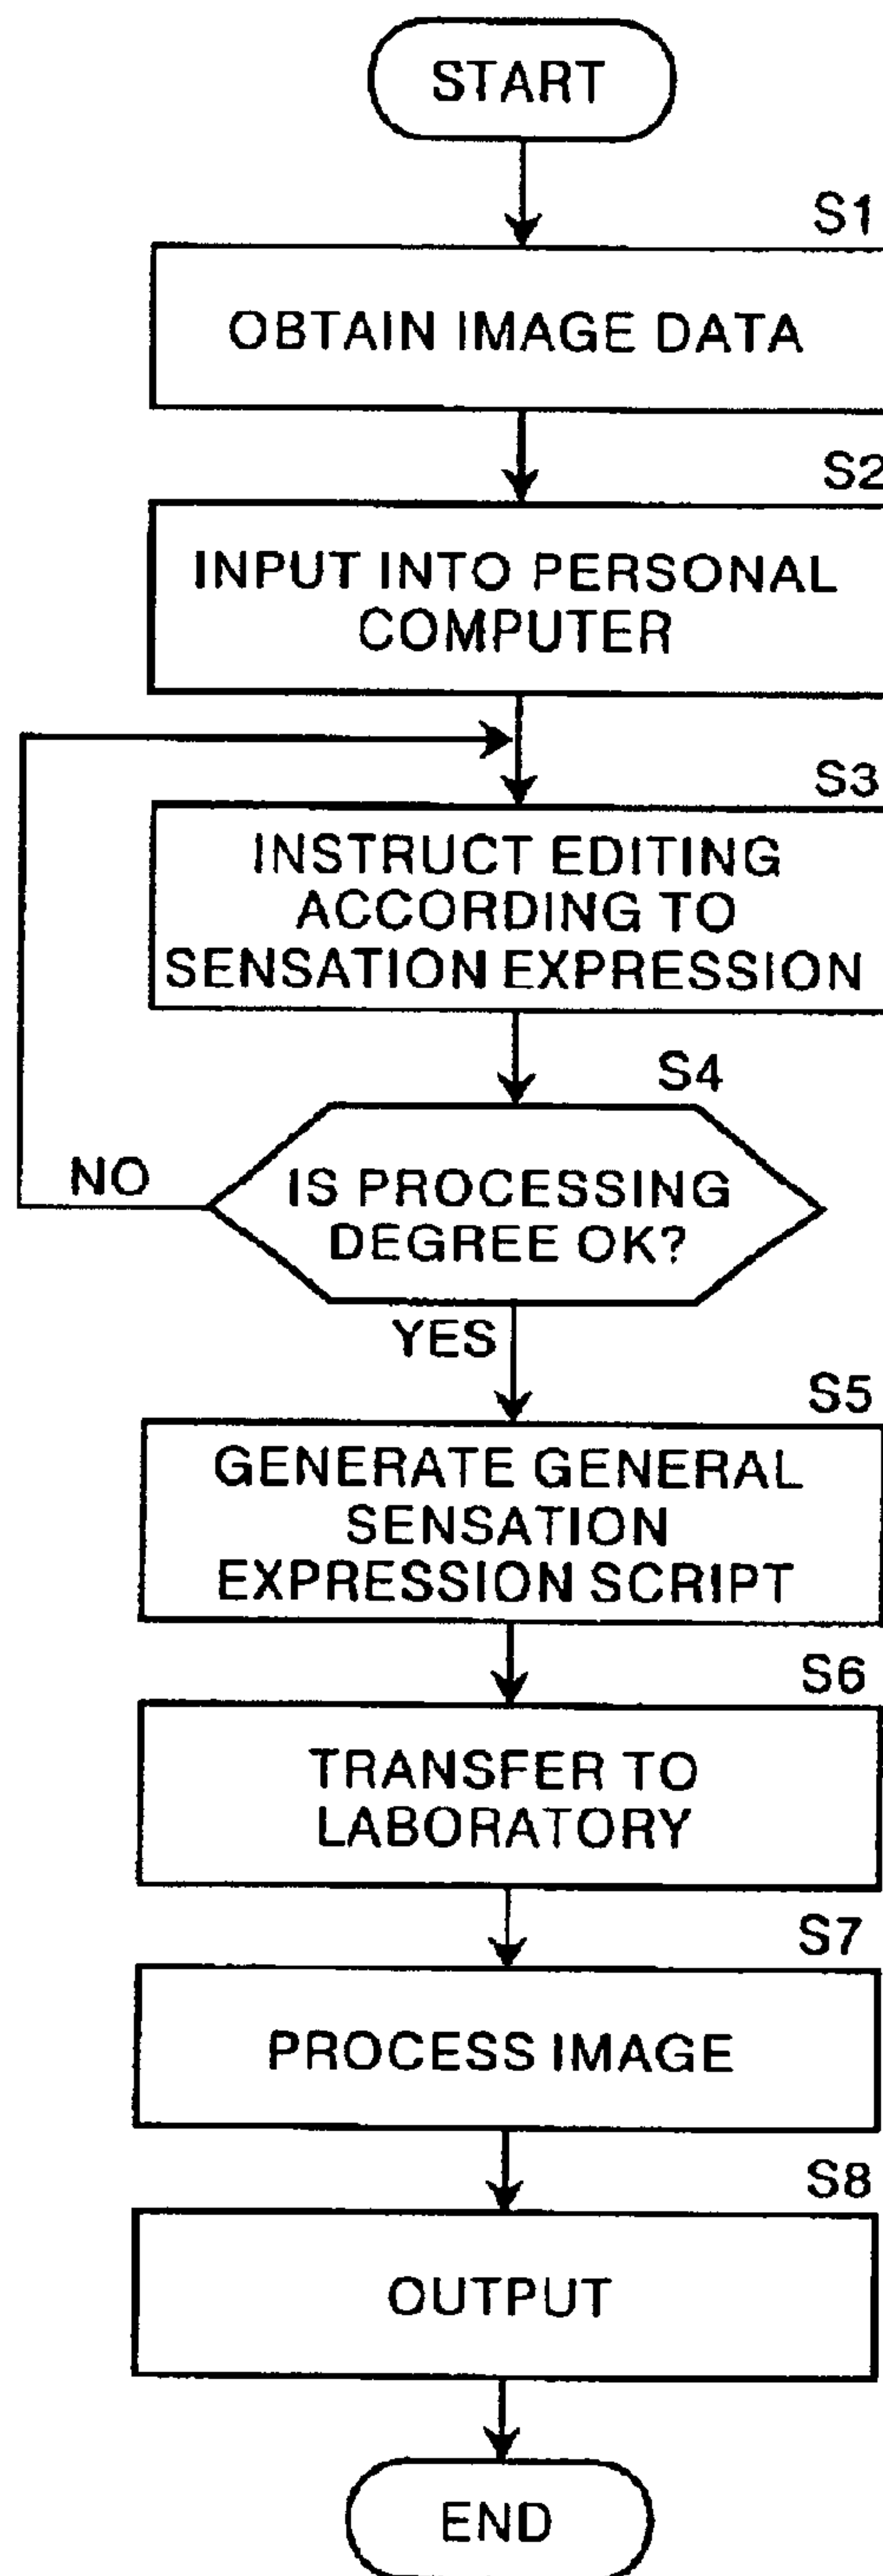 START
S1
OBTAIN IMAGE DATA
S2
INPUT INTO PERSONAL
COMPUTER
S3
INSTRUCT EDITING
ACCORDING TO
SENSATION EXPRESSION
S4
NO
IS PROCESSING
DEGREE OK?
YES
S5
GENERATE GENERAL
SENSATION
EXPRESSION SCRIPT
S6
TRANSFER TO
LABORATORY
S7
PROCESS IMAGE
S8
OUTPUT
END